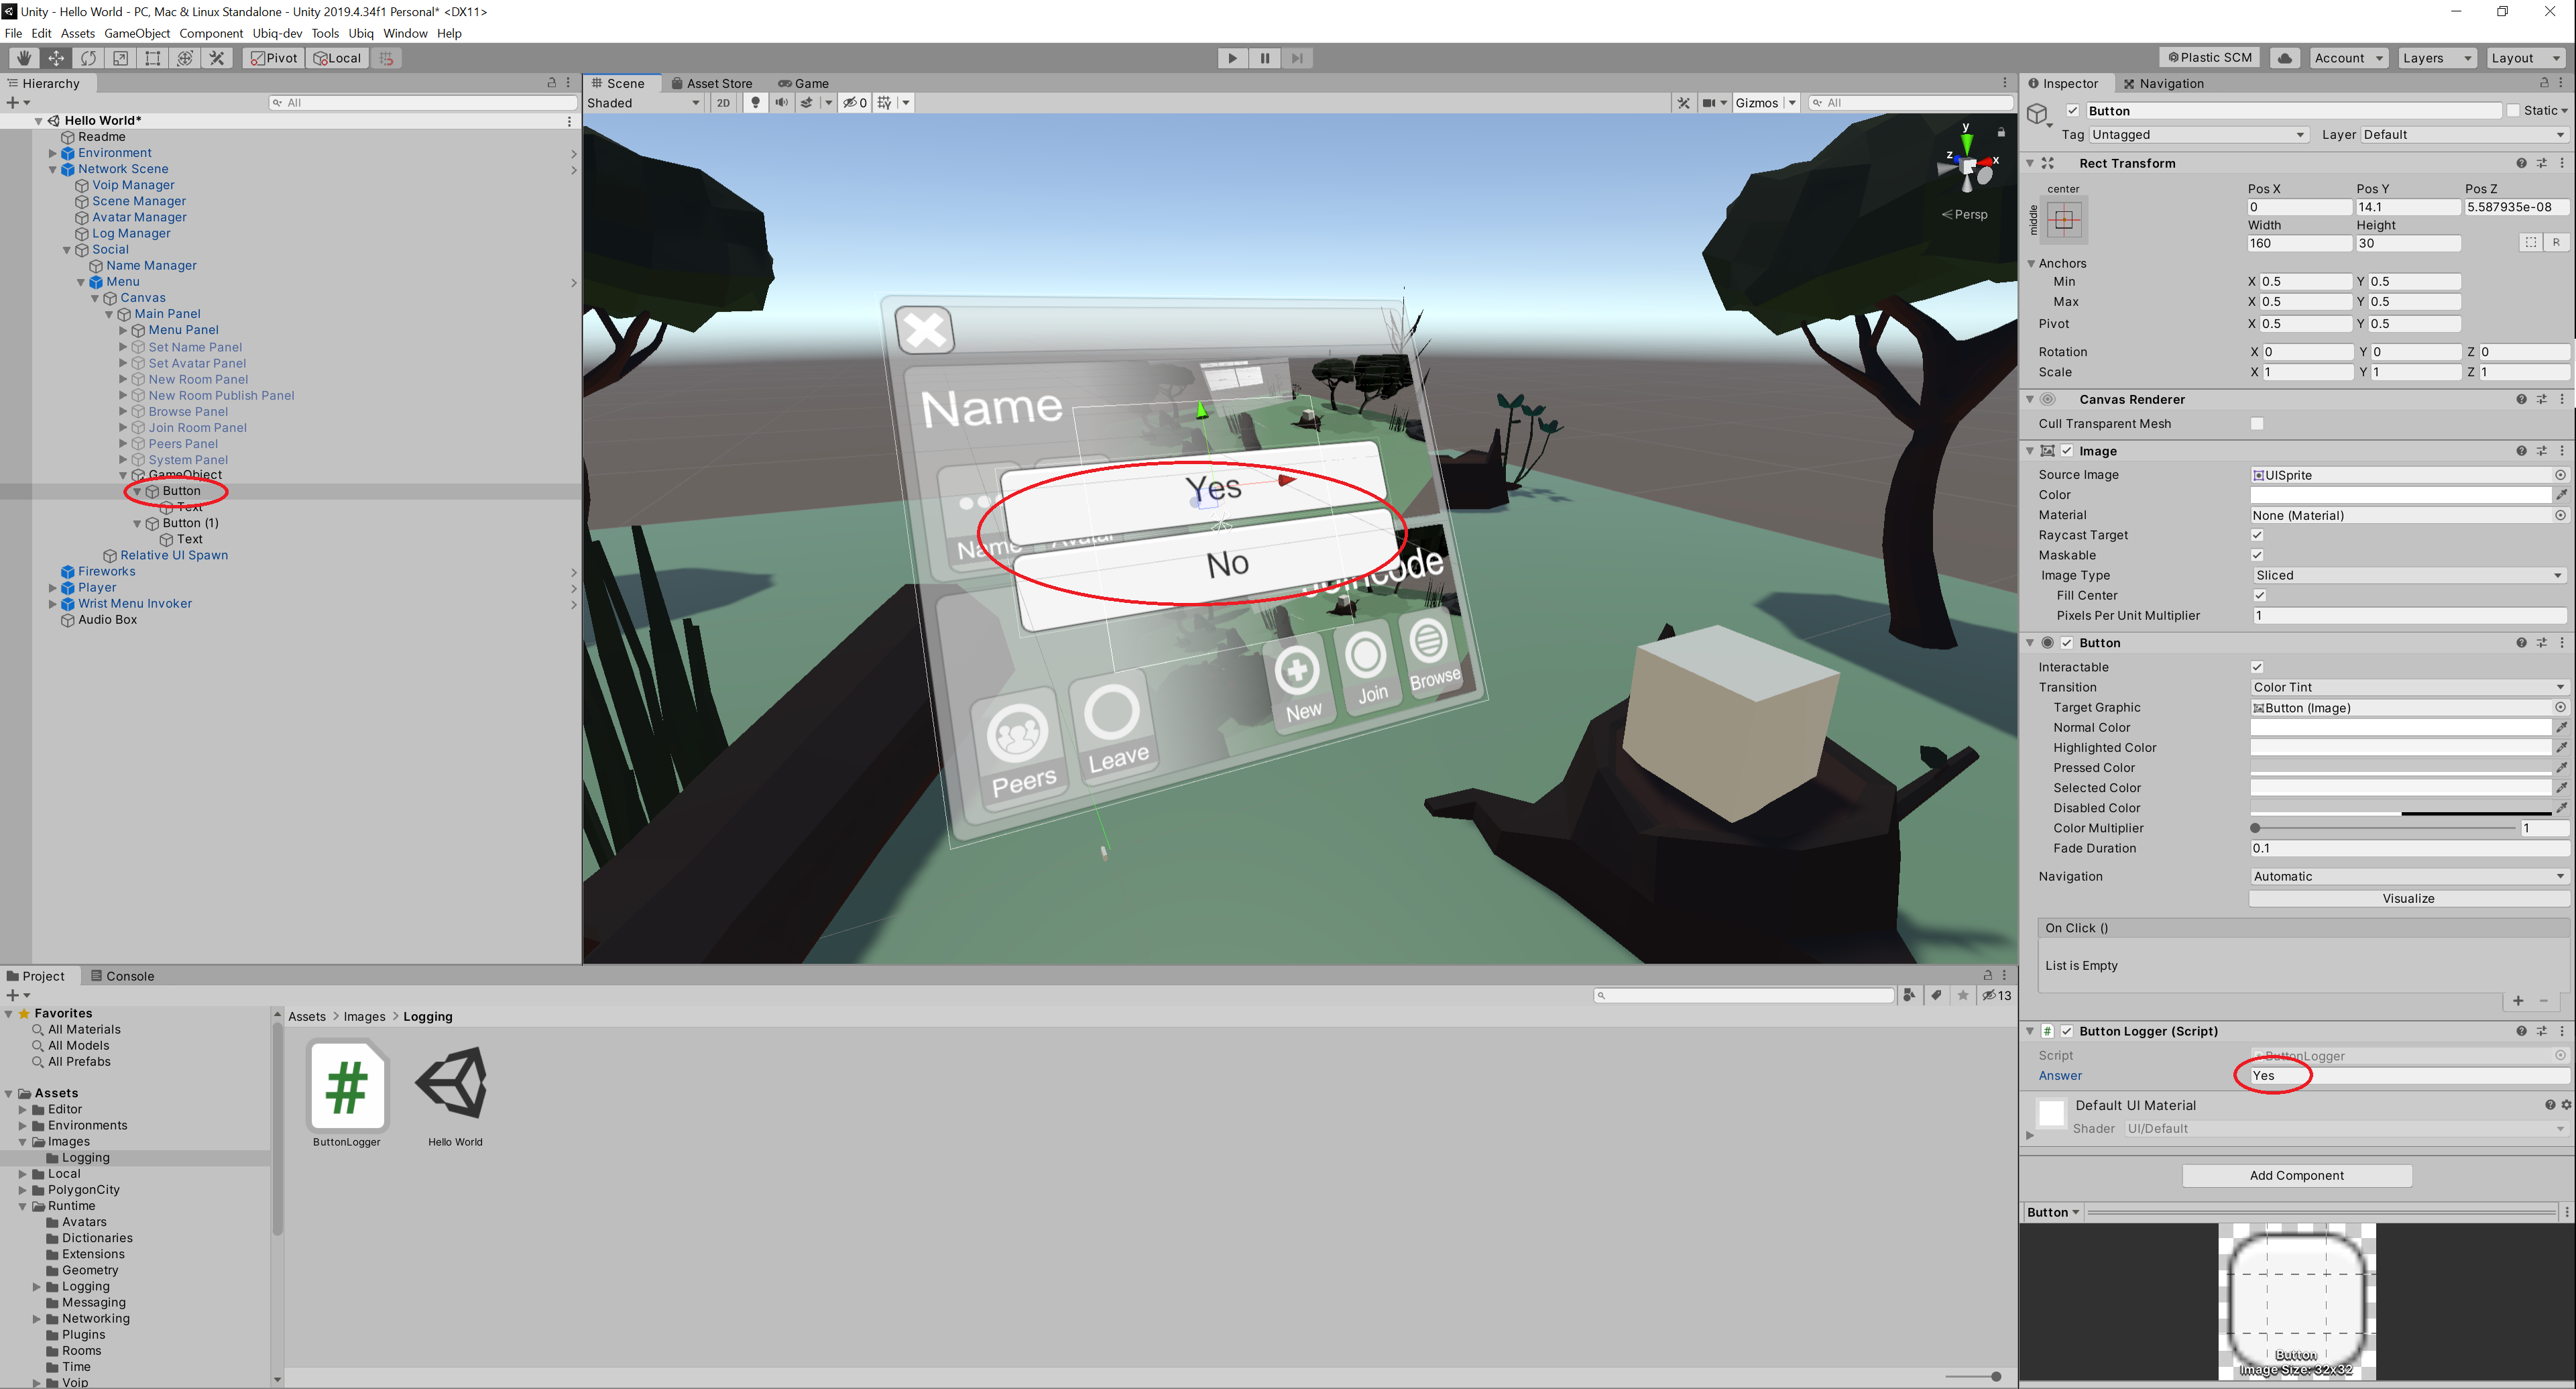 Unity - Hello World - PC, Mac & Linux Standalone - Unity 2019.4.34f1 Personal* <DX11>
File Edit Assets GameObject Component Ubiq-dev Tools Ubiq Window Help
Pivot Local Plastic SCM Account Layers Layout
Hierarchy
All
Hello World*
Readme
Environment
Network Scene
Voip Manager
Scene Manager
Avatar Manager
Log Manager
Social
Name Manager
Menu
Canvas
Main Panel
Menu Panel
Set Name Panel
Set Avatar Panel
New Room Panel
New Room Publish Panel
Browse Panel
Join Room Panel
Peers Panel
System Panel
GameObject
Button
Text
Button (1)
Text
Relative UI Spawn
Fireworks
Player
Wrist Menu Invoker
Audio Box
Scene Asset Store Game
Shaded 2D 0 Gizmos All
y
z x
Persp
Name
Yes
Name Avatar
No
Joincode
New Join Browse
Peers Leave
Inspector Navigation
Button Static
Tag Untagged Layer Default
Rect Transform
center
middle
Pos X Pos Y Pos Z
0 14.1 5.587935e-08
Width Height
160 30
R
Anchors
Min X 0.5 Y 0.5
Max X 0.5 Y 0.5
Pivot X 0.5 Y 0.5
Rotation X 0 Y 0 Z 0
Scale X 1 Y 1 Z 1
Canvas Renderer
Cull Transparent Mesh
Image
Source Image UISprite
Color
Material None (Material)
Raycast Target
Maskable
Image Type Sliced
Fill Center
Pixels Per Unit Multiplier 1
Button
Interactable
Transition Color Tint
Target Graphic Button (Image)
Normal Color
Highlighted Color
Pressed Color
Selected Color
Disabled Color
Color Multiplier 1
Fade Duration 0.1
Navigation Automatic
Visualize
On Click ()
List is Empty
Button Logger (Script)
Script ButtonLogger
Answer Yes
Default UI Material
Shader UI/Default
Add Component
Button
Button
Image Size: 32x32
Project Console
13
Favorites
All Materials
All Models
All Prefabs
Assets
Editor
Environments
Images
Logging
Local
PolygonCity
Runtime
Avatars
Dictionaries
Extensions
Geometry
Logging
Messaging
Networking
Plugins
Rooms
Time
Voip
Assets > Images > Logging
ButtonLogger Hello World